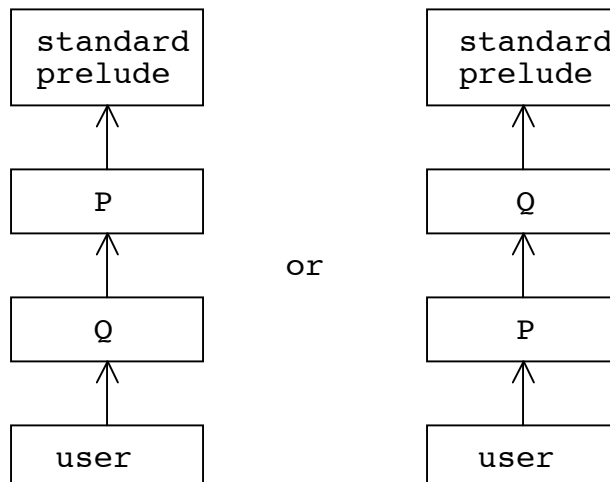 standard
prelude
P
Q
user
or
standard
prelude
Q
P
user